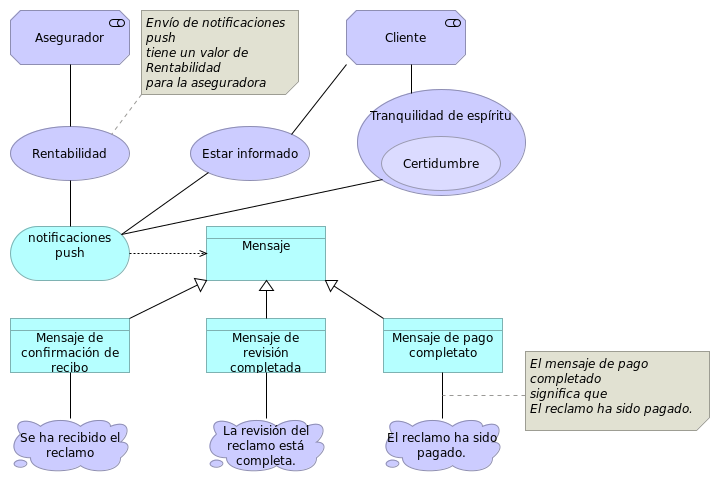 Asegurador
Envío de notificaciones
push
tiene un valor de
Rentabilidad
para la aseguradora
Cliente
Rentabilidad
Estar informado
Tranquilidad de espíritu
Certidumbre
notificaciones
push
Mensaje
Mensaje de
confirmación de
recibo
Mensaje de
revisión
completada
Mensaje de pago
completato
El mensaje de pago
completado
significa que
El reclamo ha sido pagado.
Se ha recibido el
reclamo
La revisión del
reclamo está
completa.
El reclamo ha sido
pagado.